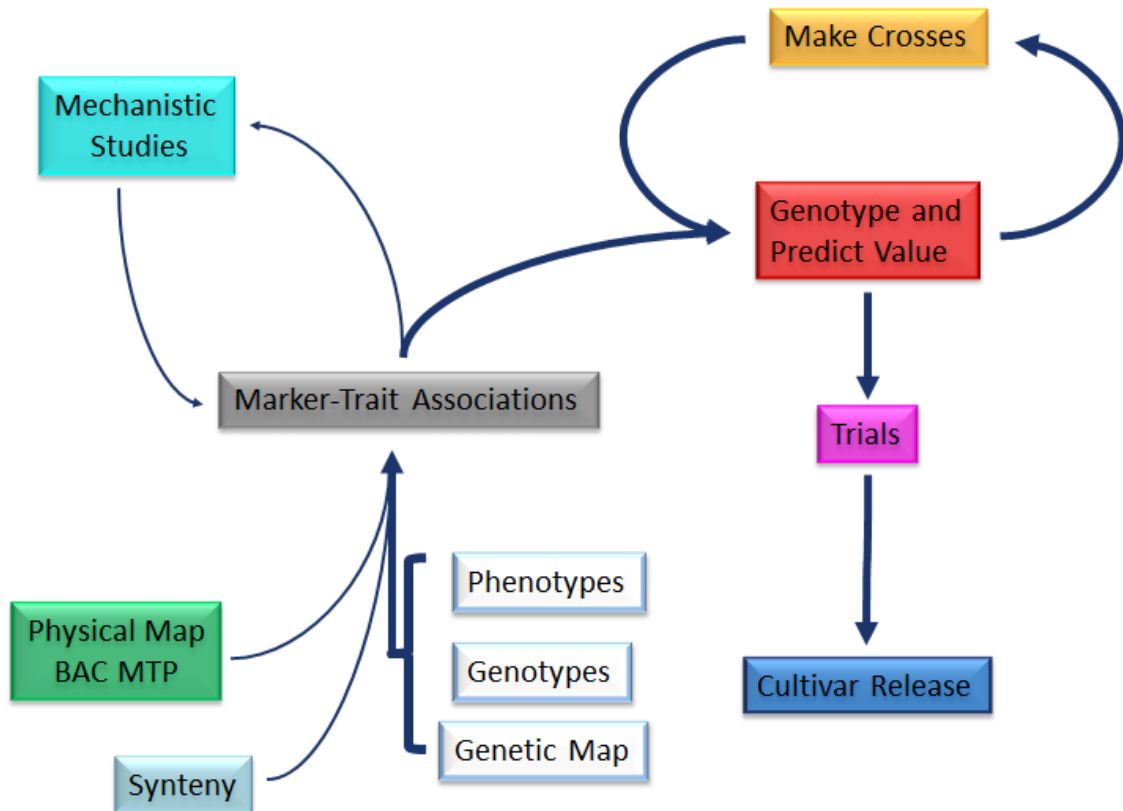 Make Crosses
Mechanistic
Studies
Genotype and
Predict Value
Marker-Trait Associations
Trials
Phenotypes
Physical Map
BAC MTP
Genotypes
Cultivar Release
Genetic Map
Synteny